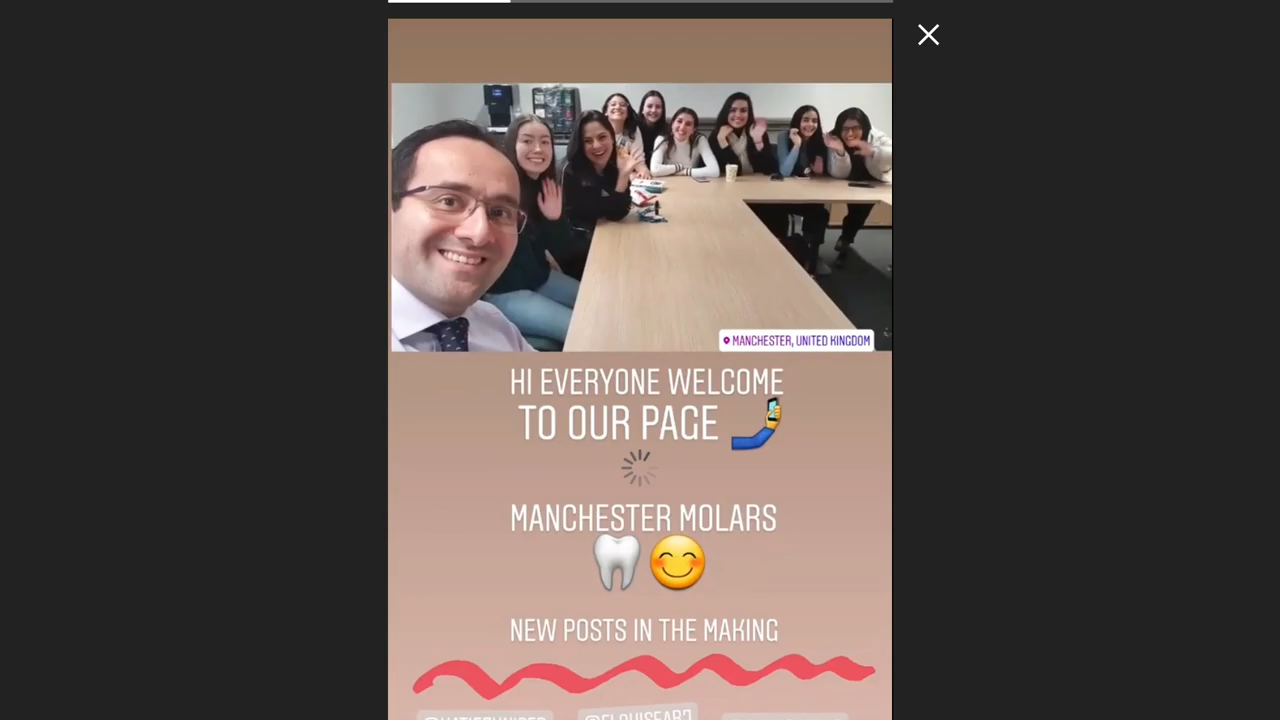 MANCHESTER, UNITED KINGDOM
HI EVERYONE WELCOME
TO OUR PAGE
MANCHESTER MOLARS
NEW POSTS IN THE MAKING